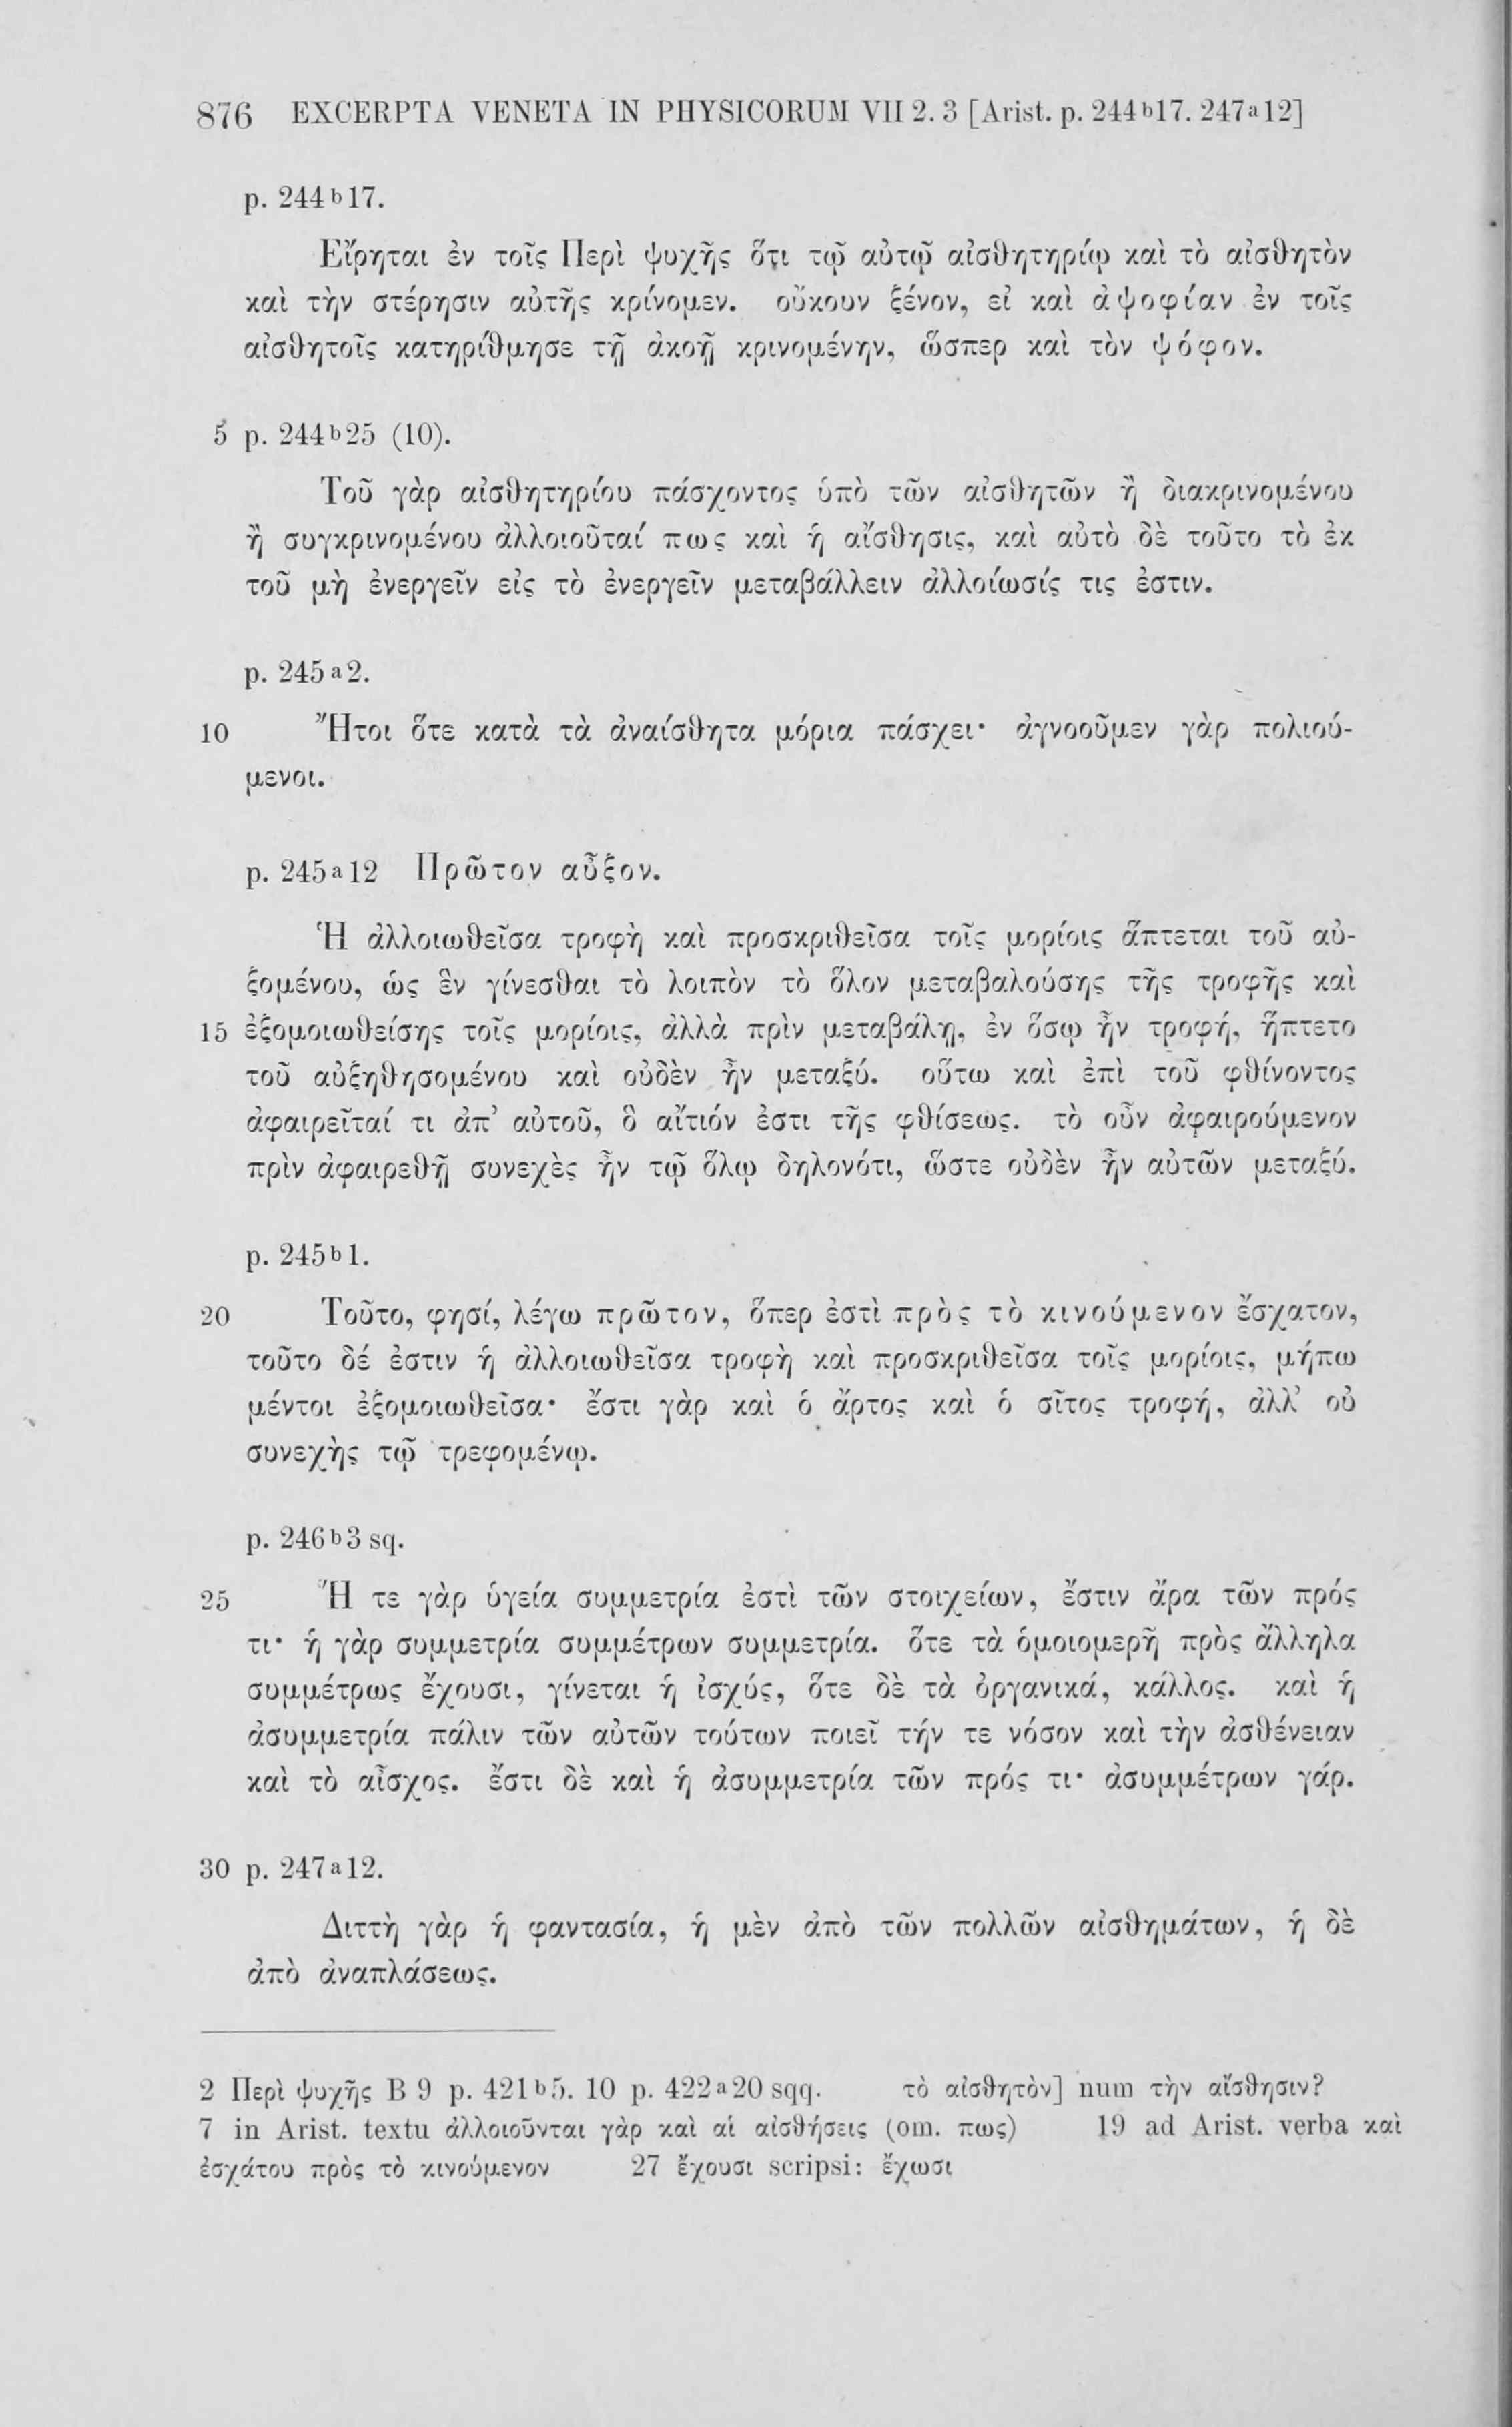 876 EXCERPTA VENETA IN PHYSICORUM VII 2. 3 [Arist. p. 244b17. 247a12]
p. 244b17.
Εἴρηται ἐν τοῖς Περὶ ψυχῆς ὅτι τῷ αὐτῷ αἰσθητηρίῳ καὶ τὸ αἰσθητὸν
καὶ τὴν στέρησιν αὐτῆς κρίνομεν. οὔκουν ξένον, εἰ καὶ ἀψοφίαν ἐν τοῖς
αἰσθητοῖς κατηρίθμησε τῇ ἀκοῇ κρινομένην, ὥσπερ καὶ τὸν ψόφον.
5 p. 244b25 (10).
Τοῦ γὰρ αἰσθητηρίου πάσχοντος ὑπὸ τῶν αἰσθητῶν ἢ διακρινομένου
ἢ συγκρινομένου ἀλλοιοῦταί πως καὶ ἡ αἴσθησις, καὶ αὐτὸ δὲ τοῦτο τὸ ἐκ
τοῦ μὴ ἐνεργεῖν εἰς τὸ ἐνεργεῖν μεταβάλλειν ἀλλοίωσίς τις ἐστιν.
p. 245a2.
10 Ἤτοι ὅτε κατὰ τὰ ἀναίσθητα μόρια πάσχει· ἀγνοοῦμεν γὰρ πολιού-
μενοι.
p. 245a12 Πρῶτον αὖξον.
Ἡ ἀλλοιωθεῖσα τροφὴ καὶ προσκριθεῖσα τοῖς μορίοις ἅπτεται τοῦ αὐ-
ξομένου, ὡς ἓν γίνεσθαι τὸ λοιπὸν τὸ ὅλον μεταβαλούσης τῆς τροφῆς καὶ
15 ἐξομοιωθείσης τοῖς μορίοις, ἀλλὰ πρὶν μεταβάλῃ, ἐν ὅσῳ ἦν τροφή, ἥπτετο
τοῦ αὐξηθησομένου καὶ οὐδὲν ἦν μεταξύ. οὕτω καὶ ἐπὶ τοῦ φθίνοντος
ἀφαιρεῖταί τι ἀπ’ αὐτοῦ, ὃ αἴτιόν ἐστι τῆς φθίσεως. τὸ οὖν ἀφαιρούμενον
πρὶν ἀφαιρεθῇ συνεχὲς ἦν τῷ ὅλῳ δηλονότι, ὥστε οὐδὲν ἦν αὐτῶν μεταξύ.
p. 245b1.
20 Τοῦτο, φησί, λέγω πρῶτον, ὅπερ ἐστὶ πρὸς τὸ κινούμενον ἔσχατον,
τοῦτο δέ ἐστιν ἡ ἀλλοιωθεῖσα τροφὴ καὶ προσκριθεῖσα τοῖς μορίοις, μήπω
μέντοι ἐξομοιωθεῖσα· ἔστι γὰρ καὶ ὁ ἄρτος καὶ ὁ σῖτος τροφή, ἀλλ’ οὐ
συνεχὴς τῷ τρεφομένῳ.
p. 246b3 sq.
25 Ἥ τε γὰρ ὑγεία συμμετρία ἐστὶ τῶν στοιχείων, ἔστιν ἄρα τῶν πρός
τι· ἡ γὰρ συμμετρία συμμέτρων συμμετρία. ὅτε τὰ ὁμοιομερῆ πρὸς ἄλληλα
συμμέτρως ἔχουσι, γίνεται ἡ ἰσχύς, ὅτε δὲ τὰ ὀργανικά, κάλλος. καὶ ἡ
ἀσυμμετρία πάλιν τῶν αὐτῶν τούτων ποιεῖ τήν τε νόσον καὶ τὴν ἀσθένειαν
καὶ τὸ αἶσχος. ἔστι δὲ καὶ ἡ ἀσυμμετρία τῶν πρός τι· ἀσυμμέτρων γάρ.
30 p. 247a12.
Διττὴ γὰρ ἡ φαντασία, ἡ μὲν ἀπὸ τῶν πολλῶν αἰσθημάτων, ἡ δὲ
ἀπὸ ἀναπλάσεως.
2 Περὶ ψυχῆς Β 9 p. 421b5. 10 p. 422a20 sqq. τὸ αἰσθητὸν] num τὴν αἴσθησιν?
7 in Arist. textu ἀλλοιοῦνται γὰρ καὶ αἱ αἰσθήσεις (om. πως) 19 ad Arist. verba καὶ
ἐσχάτου πρὸς τὸ κινούμενον 27 ἔχουσι scripsi: ἔχωσι